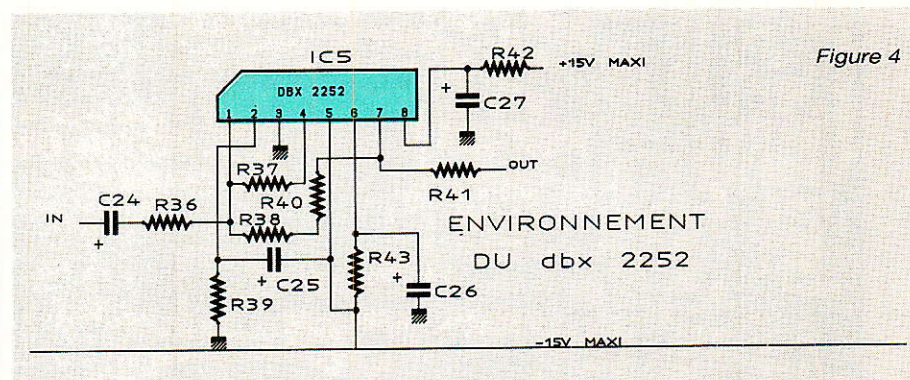 Figure 4
IC5
R42
+15V MAXI
DBX 2252
+
C27
1 2 3 4 5 6 7 8
R37
R40
R41
OUT
C24
R36
IN
+
R38
ENVIRONNEMENT
DU dbx 2252
R39
+
C25
R43
+
C26
-15V MAXI